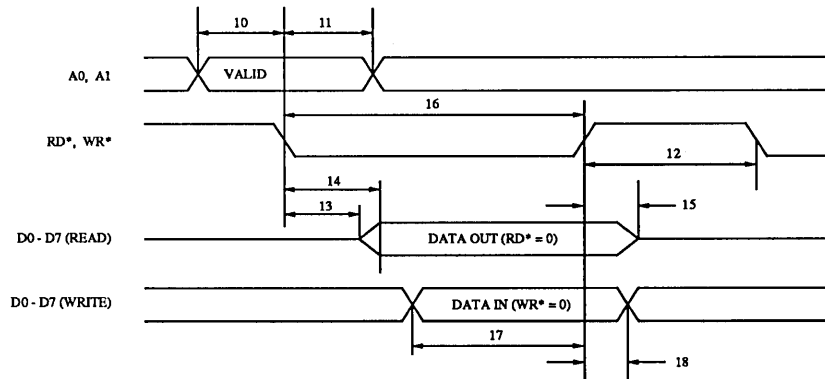 10 11
A0, A1 VALID
16
RD*, WR*
12
14
13 15
D0 - D7 (READ) DATA OUT (RD* = 0)
D0 - D7 (WRITE) DATA IN (WR* = 0)
17
18